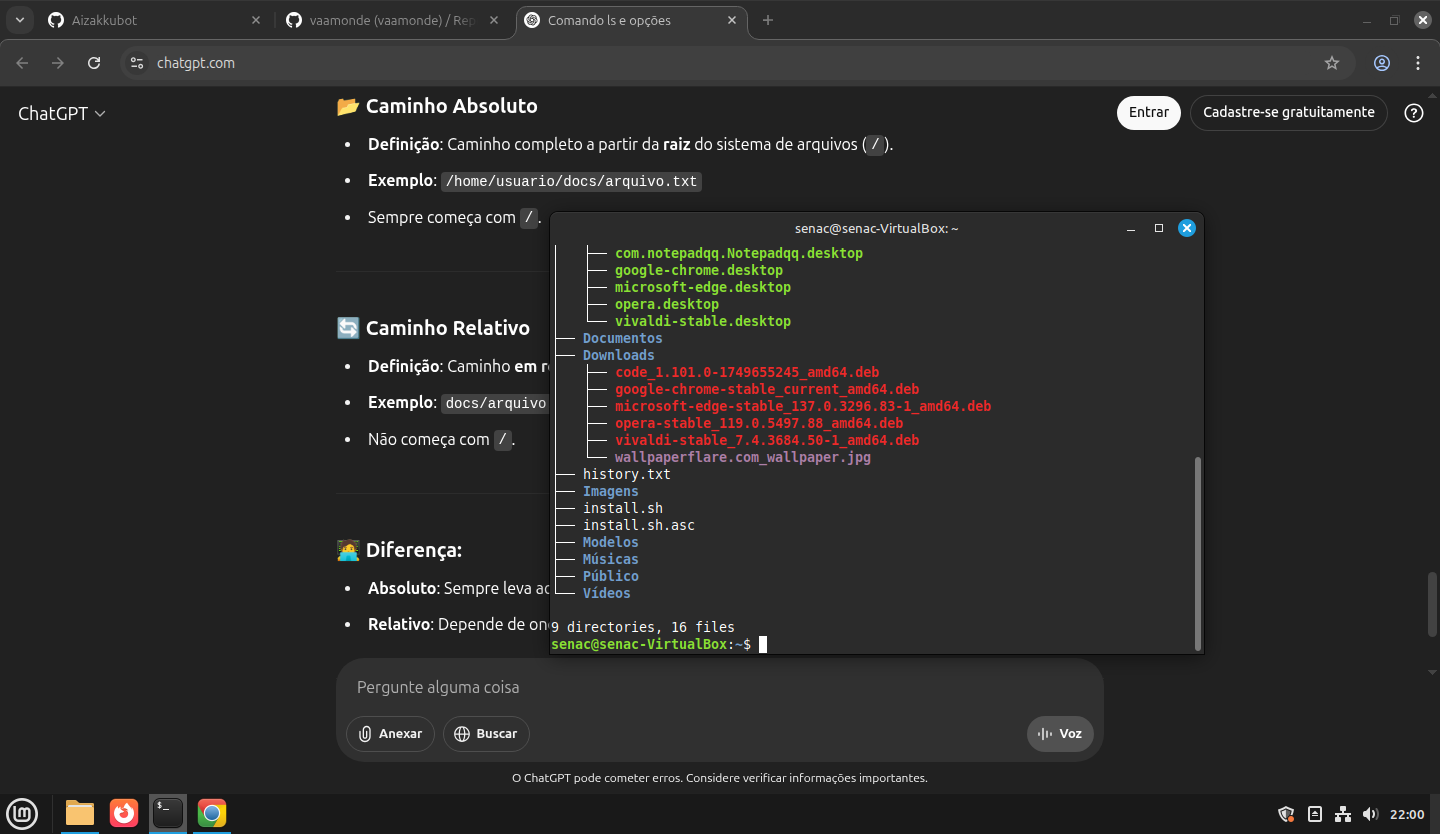 Aizakkubot
vaamonde (vaamonde) / Rep
Comando ls e opções
chatgpt.com
ChatGPT
Entrar
Cadastre-se gratuitamente
📂 Caminho Absoluto
Definição: Caminho completo a partir da raiz do sistema de arquivos (/).
Exemplo: /home/usuario/docs/arquivo.txt
Sempre começa com /.
🔄 Caminho Relativo
Definição: Caminho em re
Exemplo: docs/arquivo
Não começa com /.
🧑‍💻 Diferença:
Absoluto: Sempre leva ao
Relativo: Depende de ond
senac@senac-VirtualBox: ~
com.notepadqq.Notepadqq.desktop
google-chrome.desktop
microsoft-edge.desktop
opera.desktop
vivaldi-stable.desktop
Documentos
Downloads
code_1.101.0-1749655245_amd64.deb
google-chrome-stable_current_amd64.deb
microsoft-edge-stable_137.0.3296.83-1_amd64.deb
opera-stable_119.0.5497.88_amd64.deb
vivaldi-stable_7.4.3684.50-1_amd64.deb
wallpaperflare.com_wallpaper.jpg
history.txt
Imagens
install.sh
install.sh.asc
Modelos
Músicas
Público
Vídeos
9 directories, 16 files
senac@senac-VirtualBox:~$
Pergunte alguma coisa
Anexar
Buscar
Voz
O ChatGPT pode cometer erros. Considere verificar informações importantes.
22:00